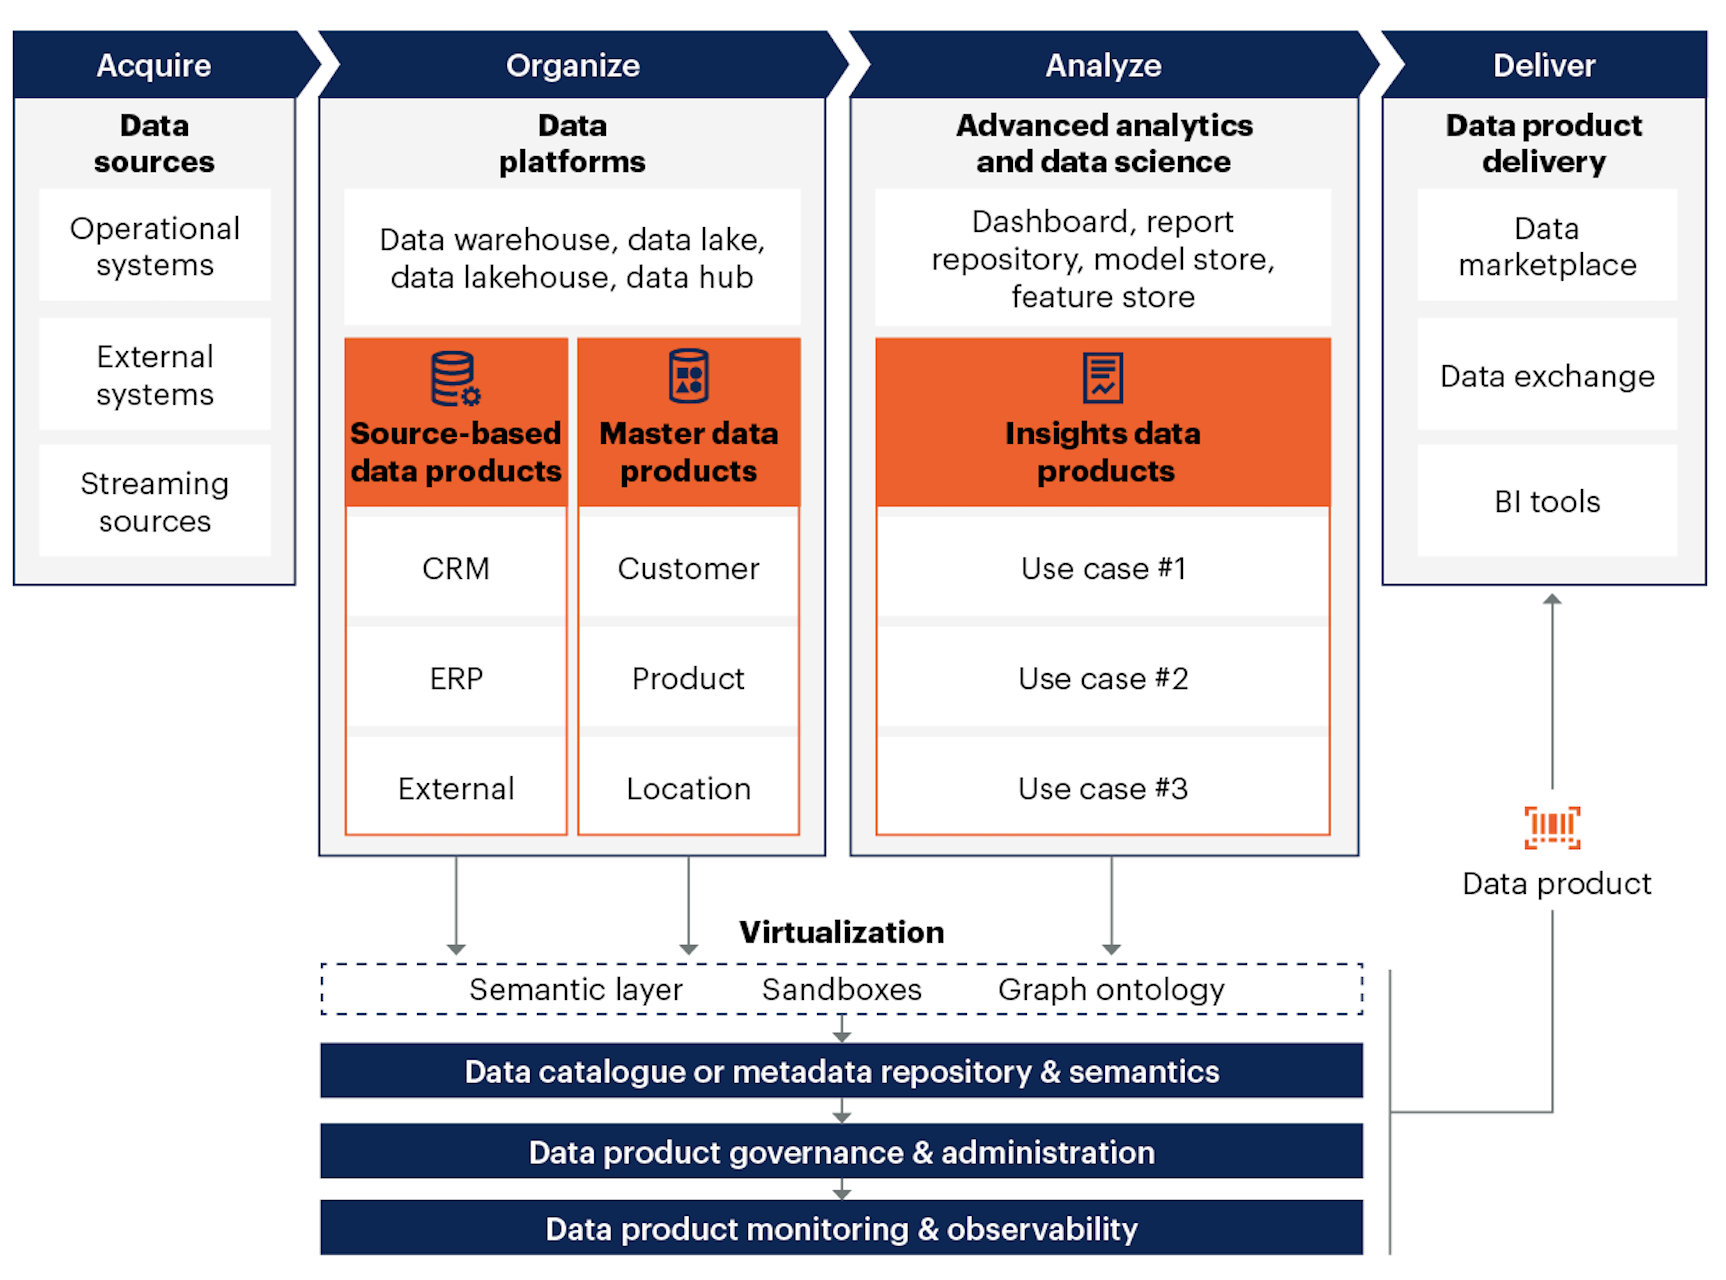 Acquire
Data
sources
Operational
systems
External
systems
Streaming
sources
Organize
Data
platforms
Data warehouse, data lake,
data lakehouse, data hub
Source-based
data products
CRM
ERP
External
Master data
products
Customer
Product
Location
Analyze
Advanced analytics
and data science
Dashboard, report
repository, model store,
feature store
Insights data
products
Use case #1
Use case #2
Use case #3
Deliver
Data product
delivery
Data
marketplace
Data exchange
BI tools
Data product
Virtualization
Semantic layer
Sandboxes
Graph ontology
Data catalogue or metadata repository & semantics
Data product governance & administration
Data product monitoring & observability